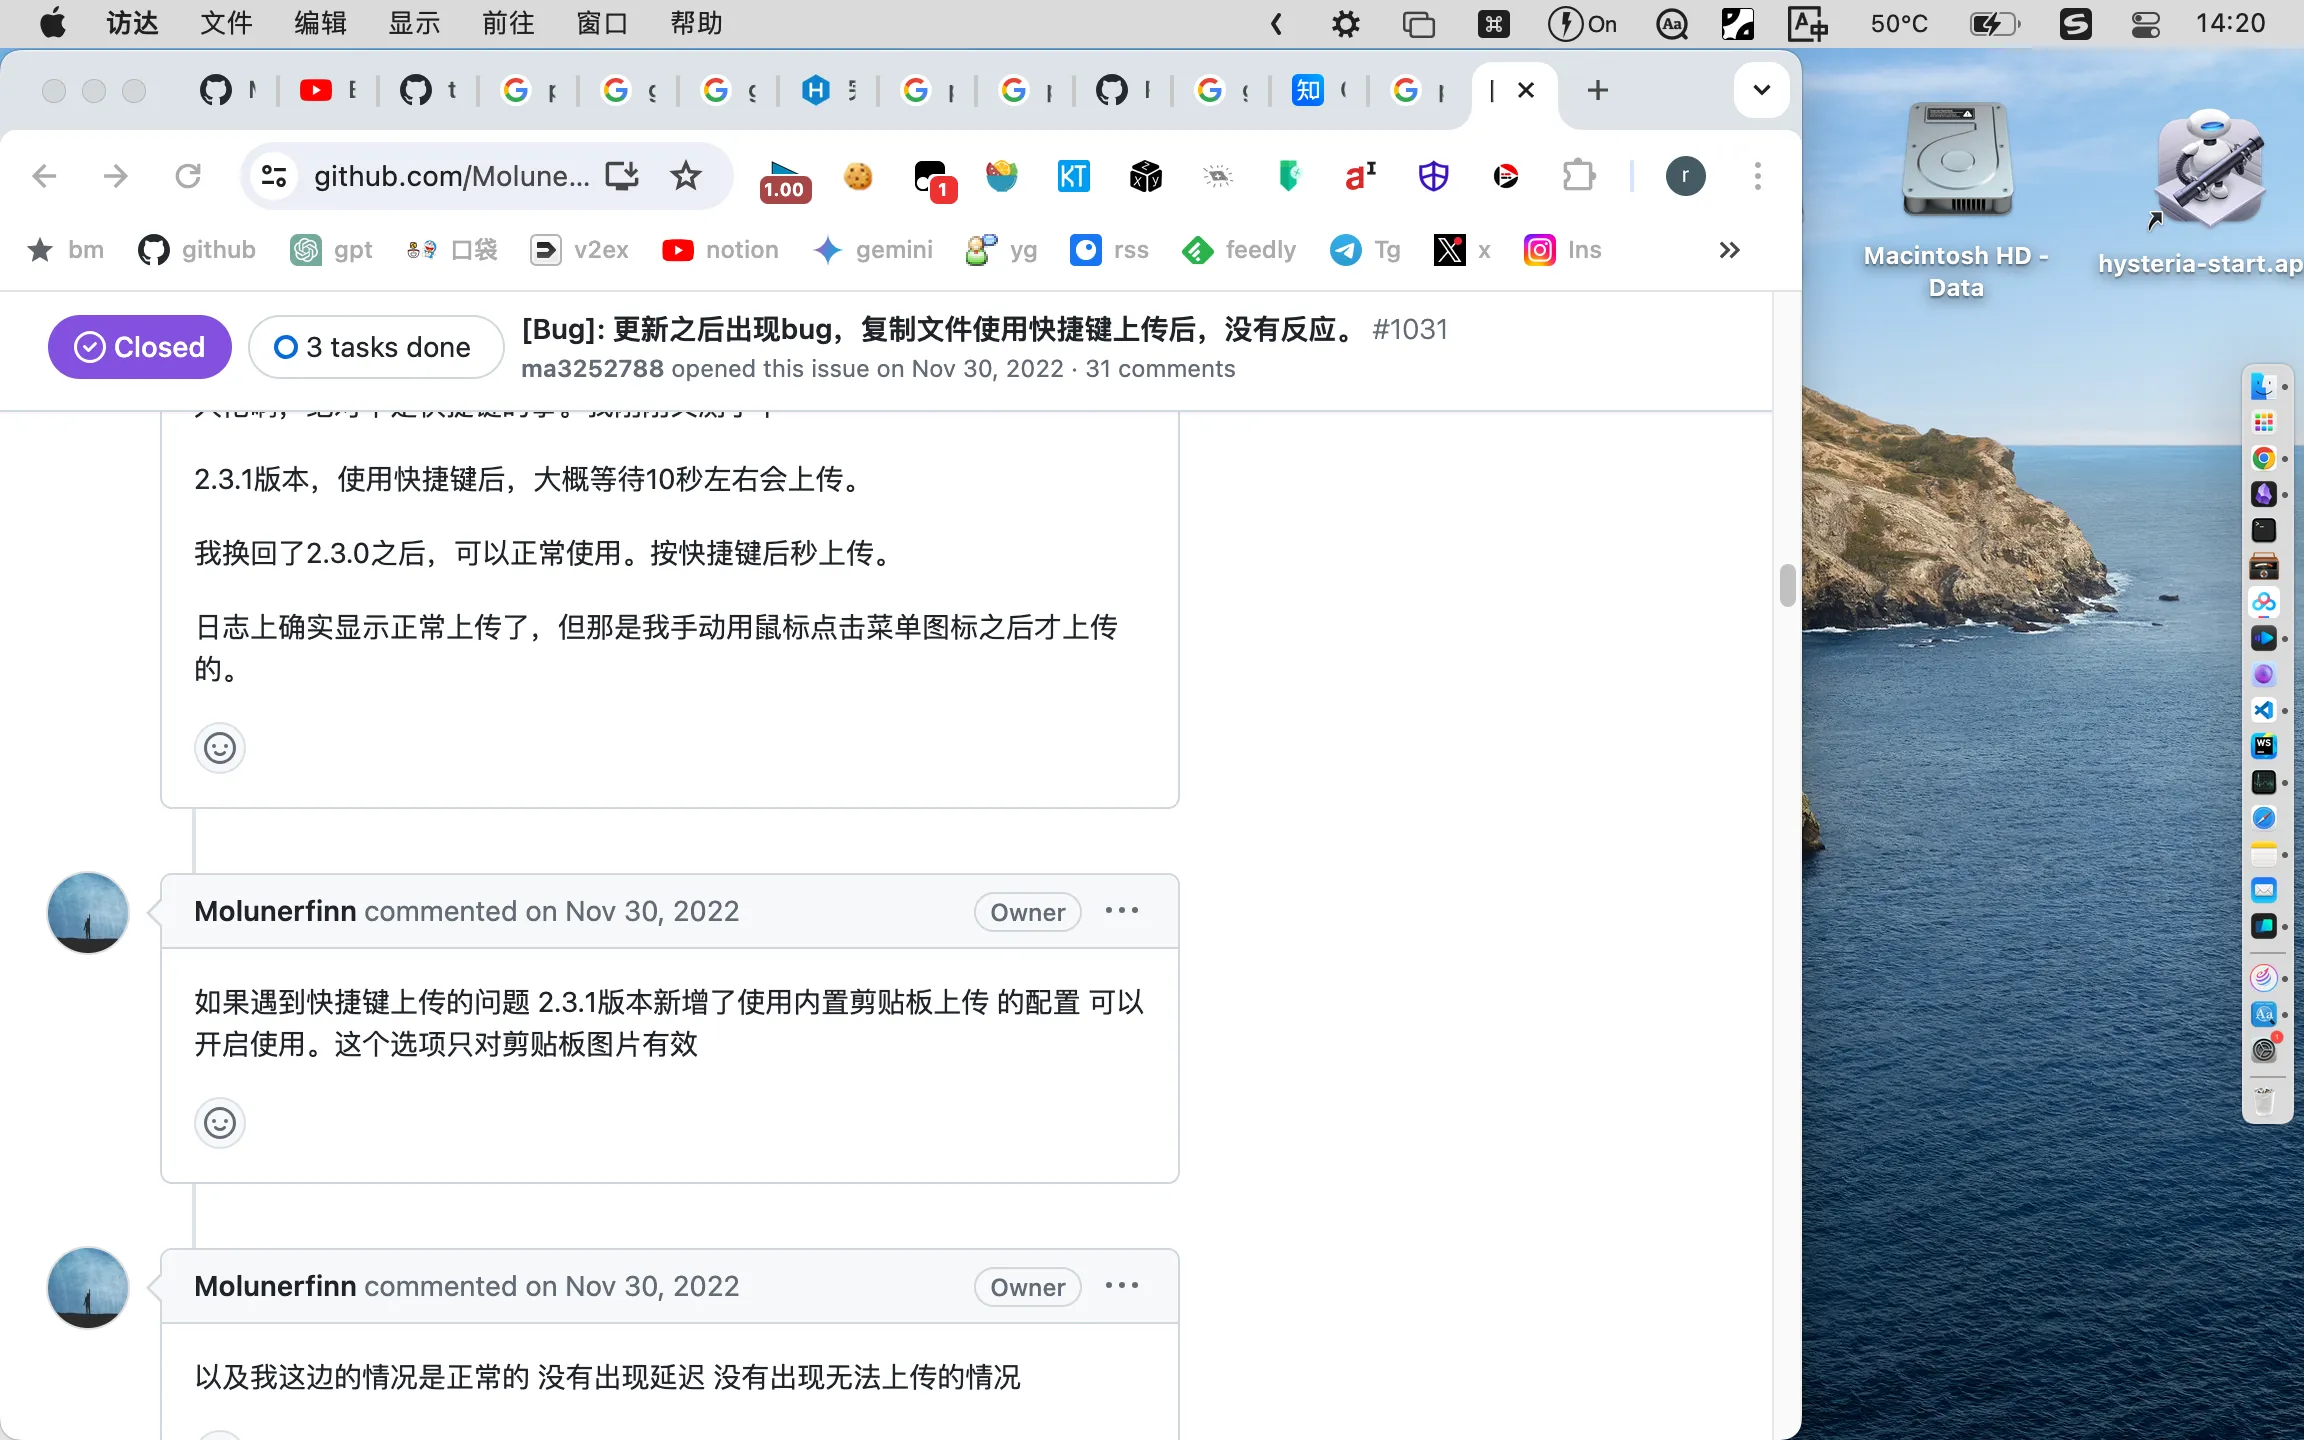 访达 文件 编辑 显示 前往 窗口 帮助 On 50°C 14:20
1.00 1
github.com/Molune... KT r
bm github gpt 口袋 v2ex notion gemini yg rss feedly Tg x Ins
Macintosh HD -
Data
hysteria-start.ap
Closed
3 tasks done
[Bug]: 更新之后出现bug，复制文件使用快捷键上传后，没有反应。 #1031
ma3252788 opened this issue on Nov 30, 2022 · 31 comments
2.3.1版本，使用快捷键后，大概等待10秒左右会上传。
我换回了2.3.0之后，可以正常使用。按快捷键后秒上传。
日志上确实显示正常上传了，但那是我手动用鼠标点击菜单图标之后才上传
的。
Molunerfinn commented on Nov 30, 2022 Owner
如果遇到快捷键上传的问题 2.3.1版本新增了使用内置剪贴板上传 的配置 可以
开启使用。这个选项只对剪贴板图片有效
Molunerfinn commented on Nov 30, 2022 Owner
以及我这边的情况是正常的 没有出现延迟 没有出现无法上传的情况